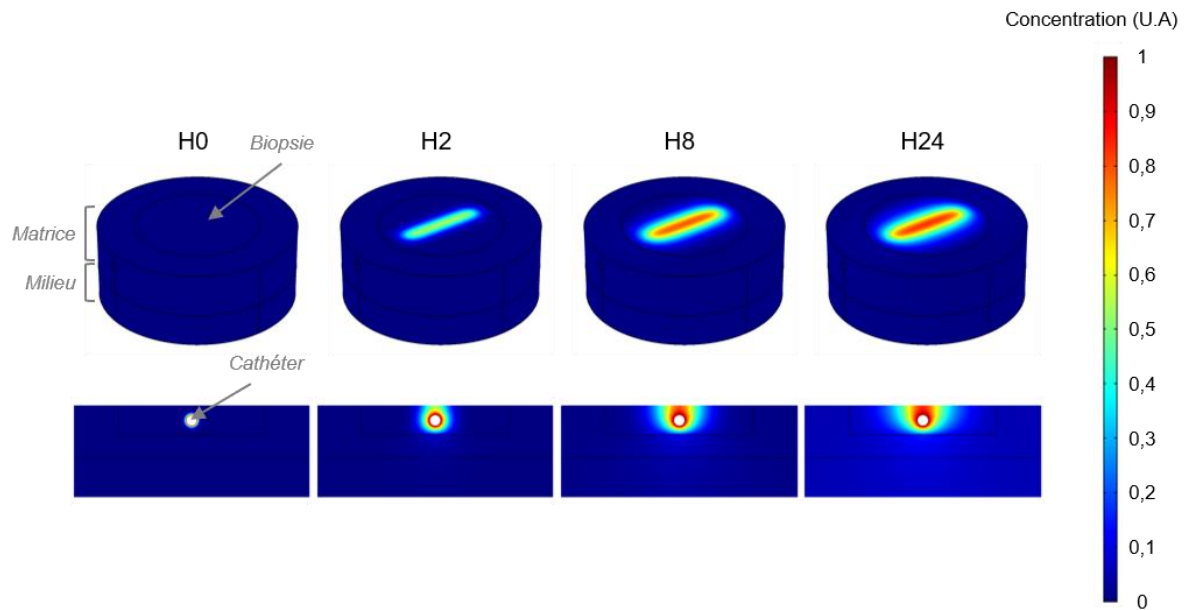 Concentration (U.A)
H0
H2
H8
H24
Biopsie
Matrice
Milieu
Cathéter
1
0,9
0,8
0,7
0,6
0,5
0,4
0,3
0,2
0,1
0